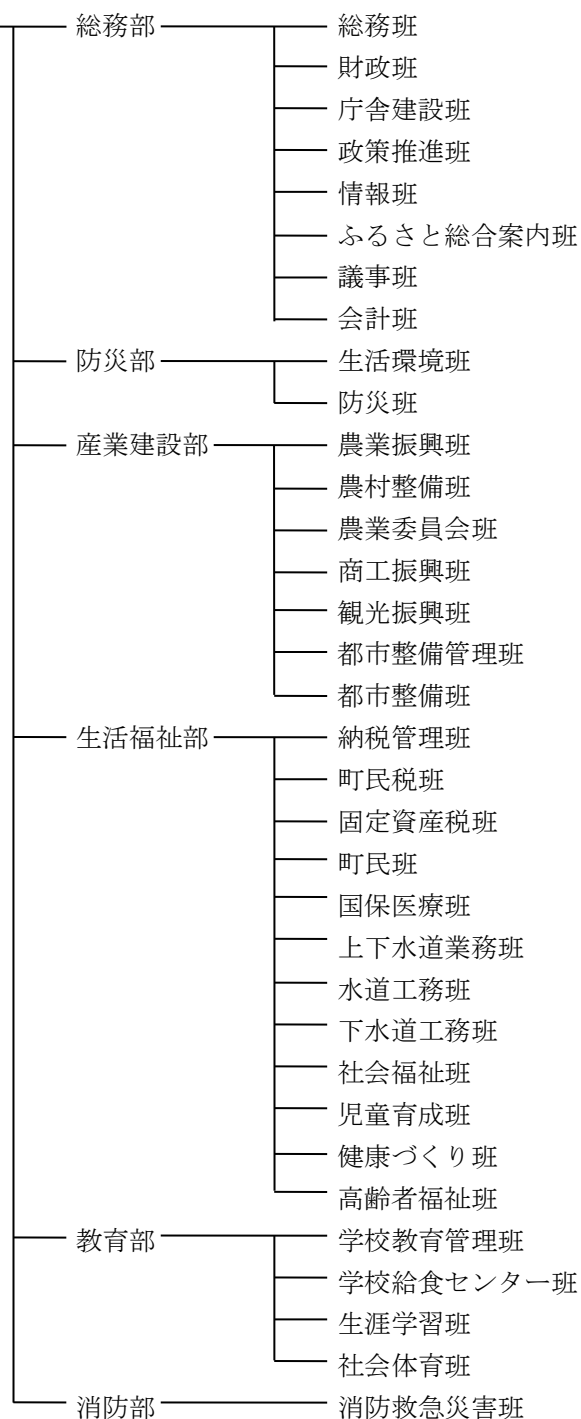 総務部 総務班
財政班
庁舎建設班
政策推進班
情報班
ふるさと総合案内班
議事班
会計班
防災部 生活環境班
防災班
産業建設部 農業振興班
農村整備班
農業委員会班
商工振興班
観光振興班
都市整備管理班
都市整備班
生活福祉部 納税管理班
町民税班
固定資産税班
町民班
国保医療班
上下水道業務班
水道工務班
下水道工務班
社会福祉班
児童育成班
健康づくり班
高齢者福祉班
教育部 学校教育管理班
学校給食センター班
生涯学習班
社会体育班
消防部 消防救急災害班